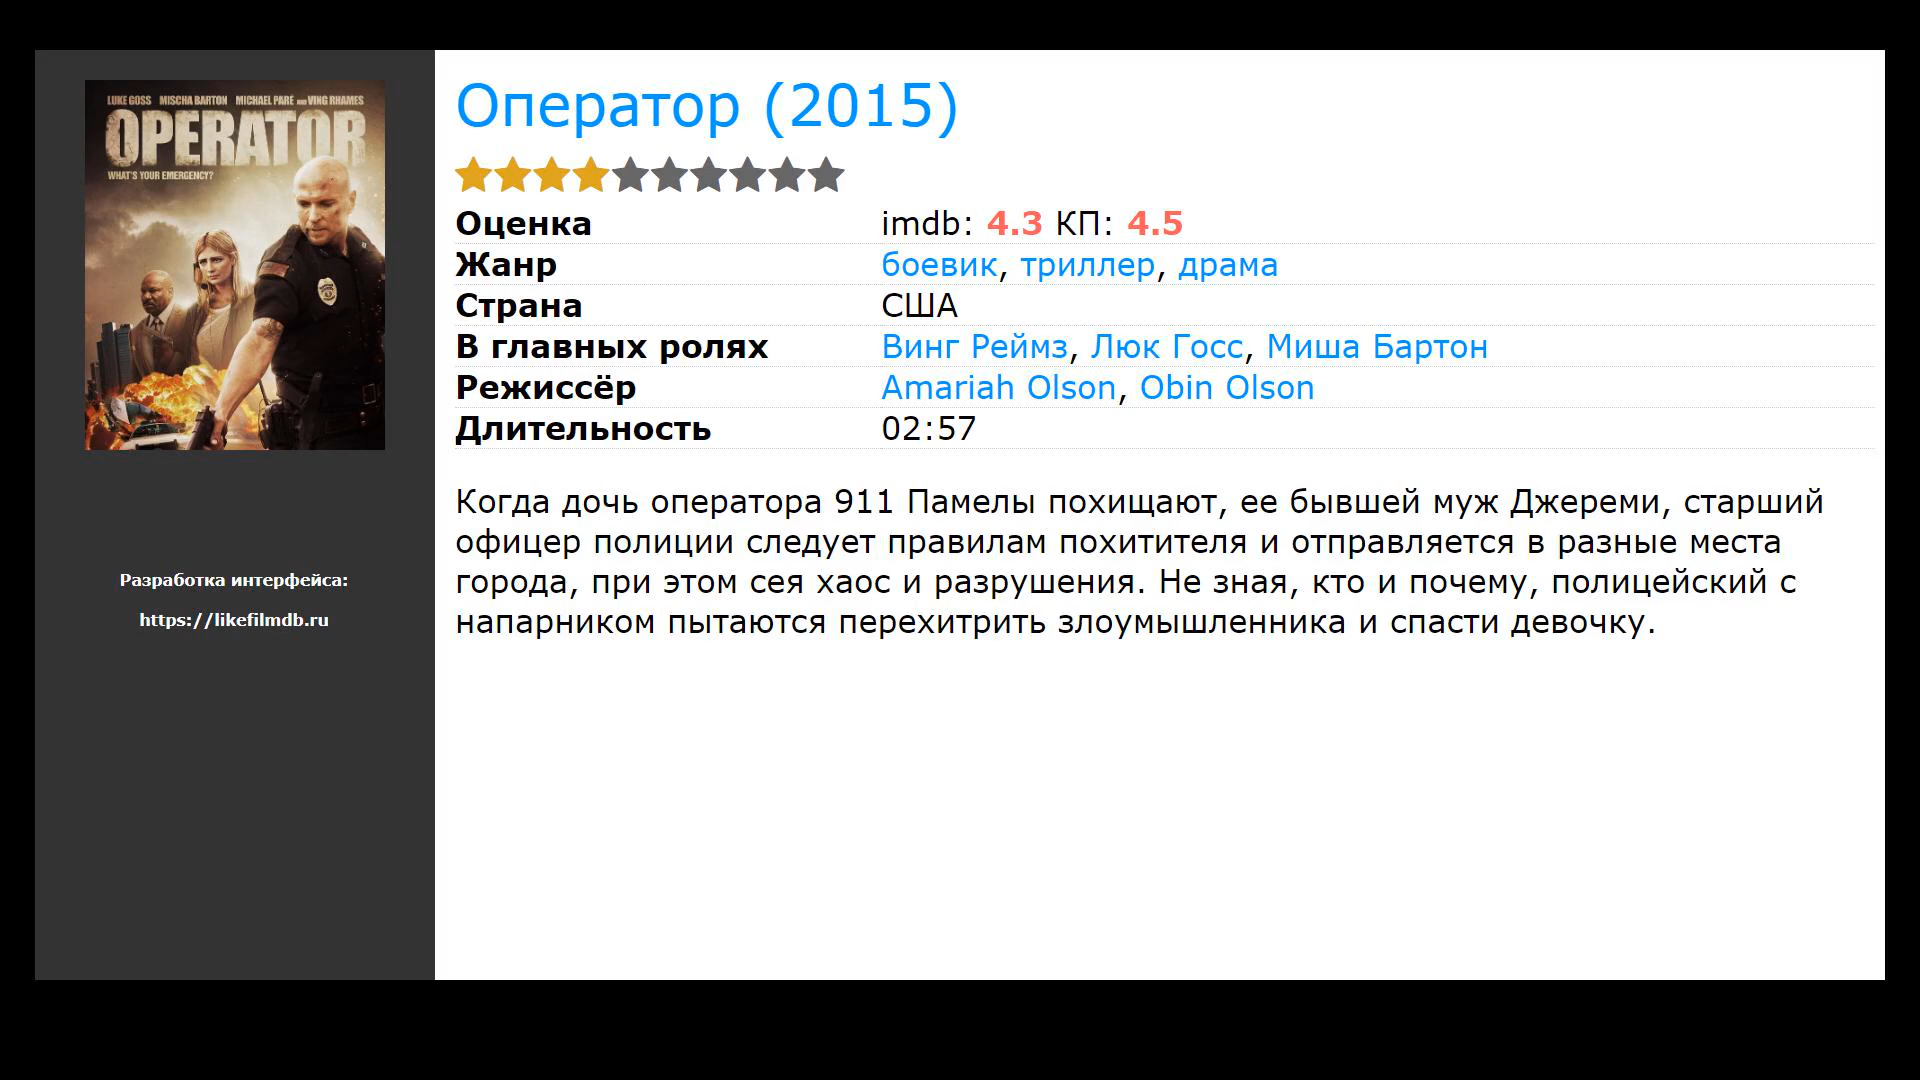 LUKE GOSS MISCHA BARTON MICHAEL PARÉ AND VING RHAMES
OPERATOR
WHAT'S YOUR EMERGENCY?
Разработка интерфейса:
https://likefilmdb.ru
Оператор (2015)
Оценка imdb: 4.3 КП: 4.5
Жанр боевик, триллер, драма
Страна США
В главных ролях Винг Реймз, Люк Госс, Миша Бартон
Режиссёр Amariah Olson, Obin Olson
Длительность 02:57
Когда дочь оператора 911 Памелы похищают, ее бывшей муж Джереми, старший
офицер полиции следует правилам похитителя и отправляется в разные места
города, при этом сея хаос и разрушения. Не зная, кто и почему, полицейский с
напарником пытаются перехитрить злоумышленника и спасти девочку.